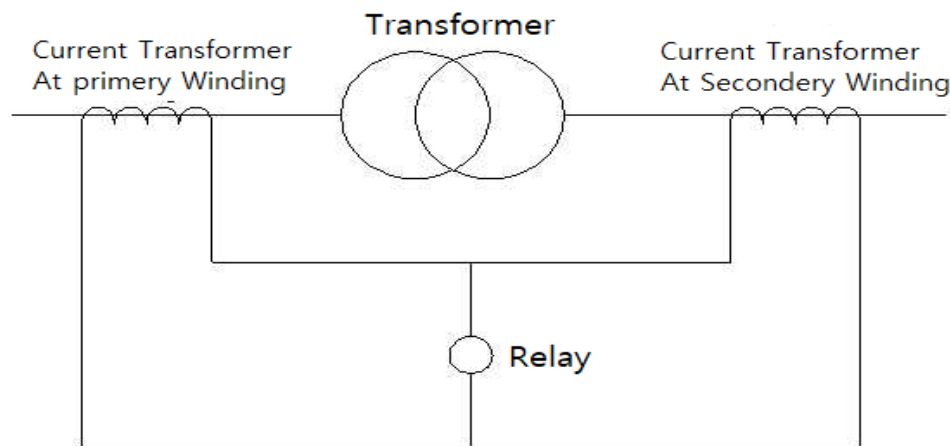 Transformer
Current Transformer
At primery Winding
Current Transformer
At Secondery Winding
Relay